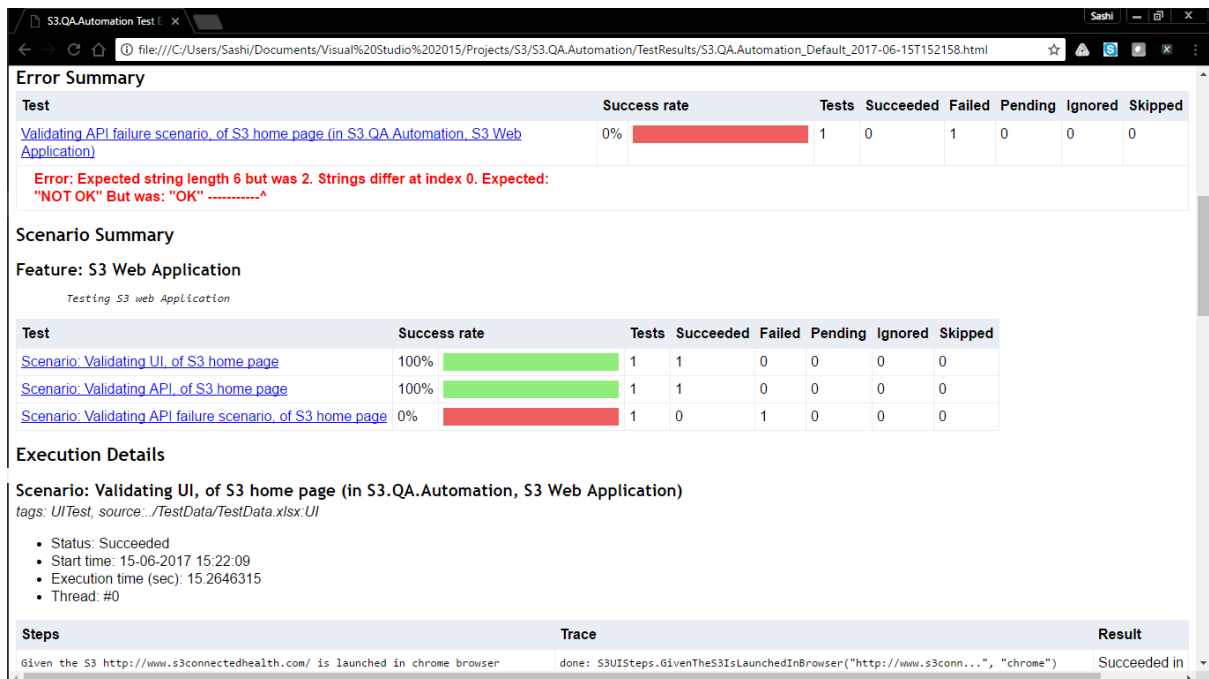 S3.QA.Automation Test E
Sashi
file:///C:/Users/Sashi/Documents/Visual%20Studio%202015/Projects/S3/S3.QA.Automation/TestResults/S3.QA.Automation_Default_2017-06-15T152158.html
Error Summary
Test Success rate Tests Succeeded Failed Pending Ignored Skipped
Validating API failure scenario, of S3 home page (in S3.QA.Automation, S3 Web 0% 1 0 1 0 0 0
Application)
Error: Expected string length 6 but was 2. Strings differ at index 0. Expected:
"NOT OK" But was: "OK" -----------^
Scenario Summary
Feature: S3 Web Application
Testing S3 web Application
Test Success rate Tests Succeeded Failed Pending Ignored Skipped
Scenario: Validating UI, of S3 home page 100% 1 1 0 0 0 0
Scenario: Validating API, of S3 home page 100% 1 1 0 0 0 0
Scenario: Validating API failure scenario, of S3 home page 0% 1 0 1 0 0 0
Execution Details
Scenario: Validating UI, of S3 home page (in S3.QA.Automation, S3 Web Application)
tags: UITest, source:../TestData/TestData.xlsx:UI
• Status: Succeeded
• Start time: 15-06-2017 15:22:09
• Execution time (sec): 15.2646315
• Thread: #0
Steps Trace Result
Given the S3 http://www.s3connectedhealth.com/ is launched in chrome browser done: S3UISteps.GivenTheS3IsLaunchedInBrowser("http://www.s3conn...", "chrome") Succeeded in